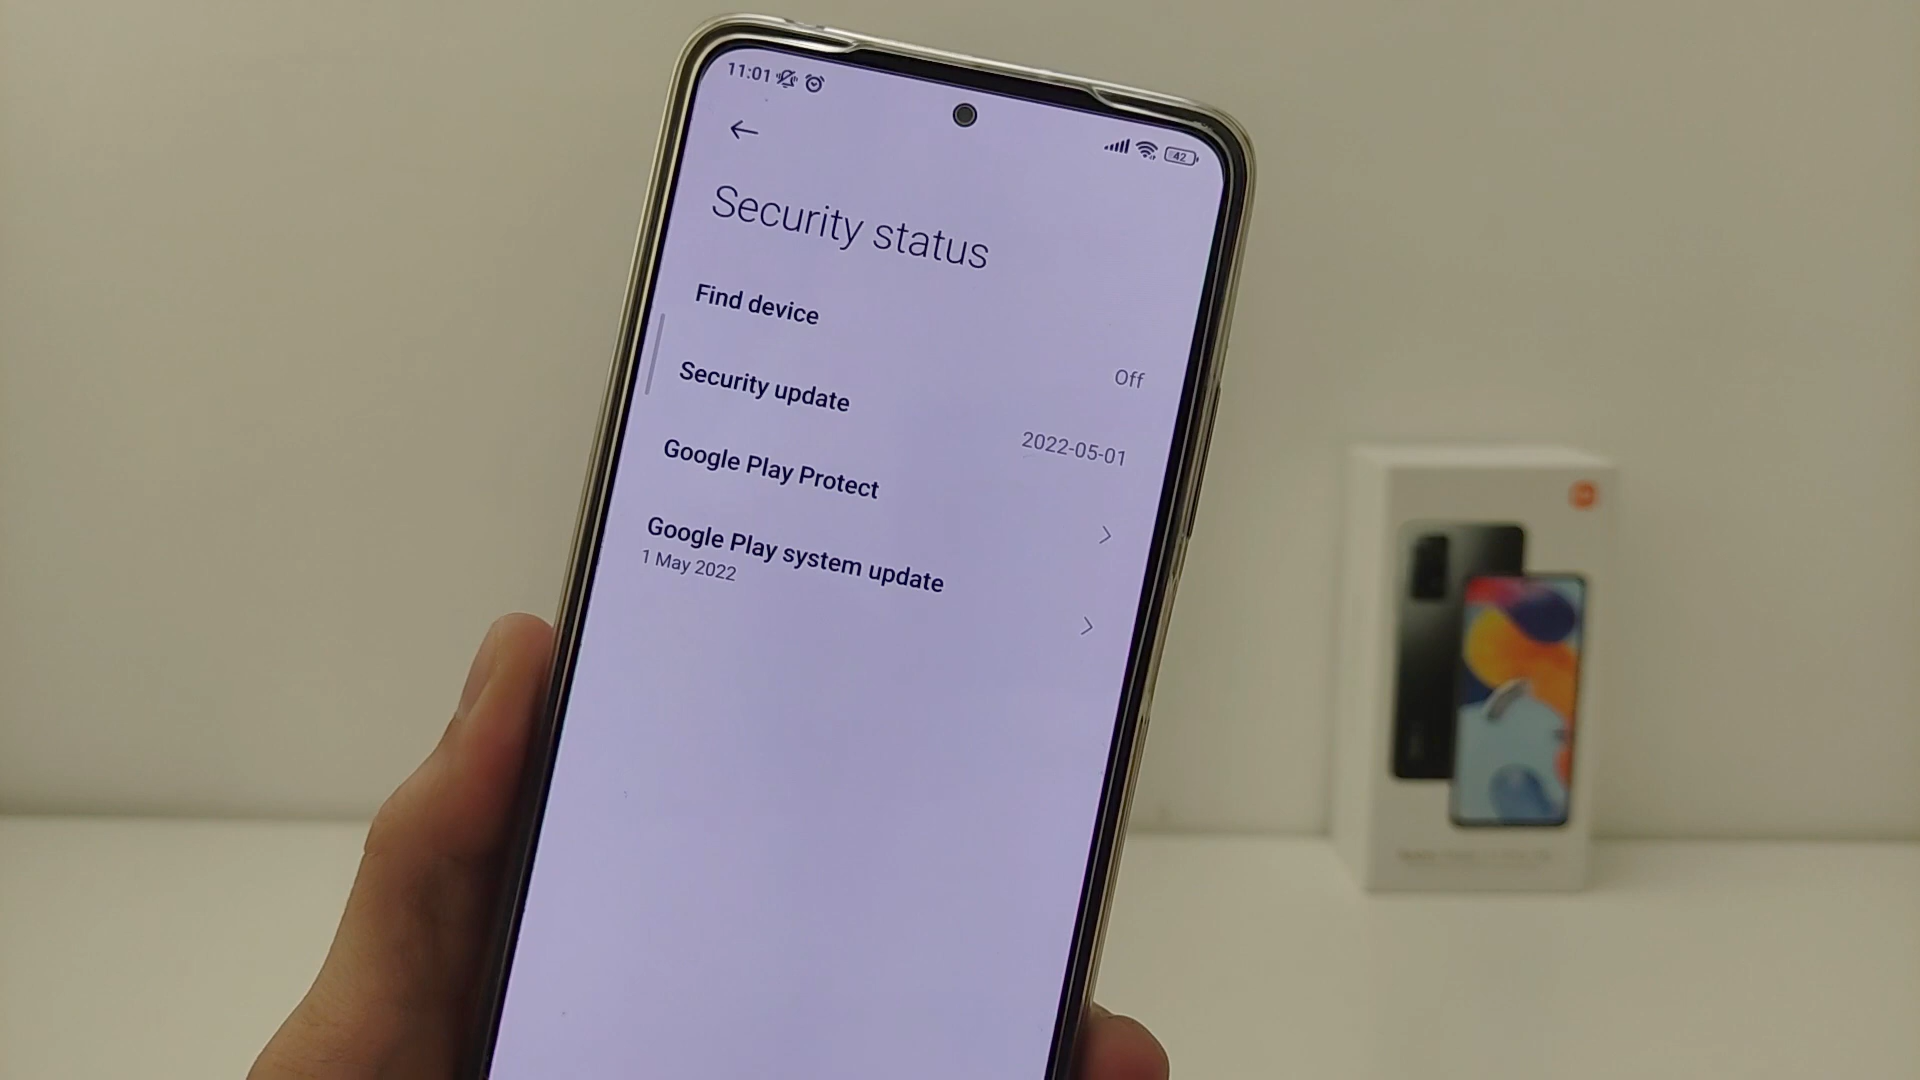 11:01
42
Security status
Find device
Off
Security update
2022-05-01
Google Play Protect
Google Play system update
1 May 2022